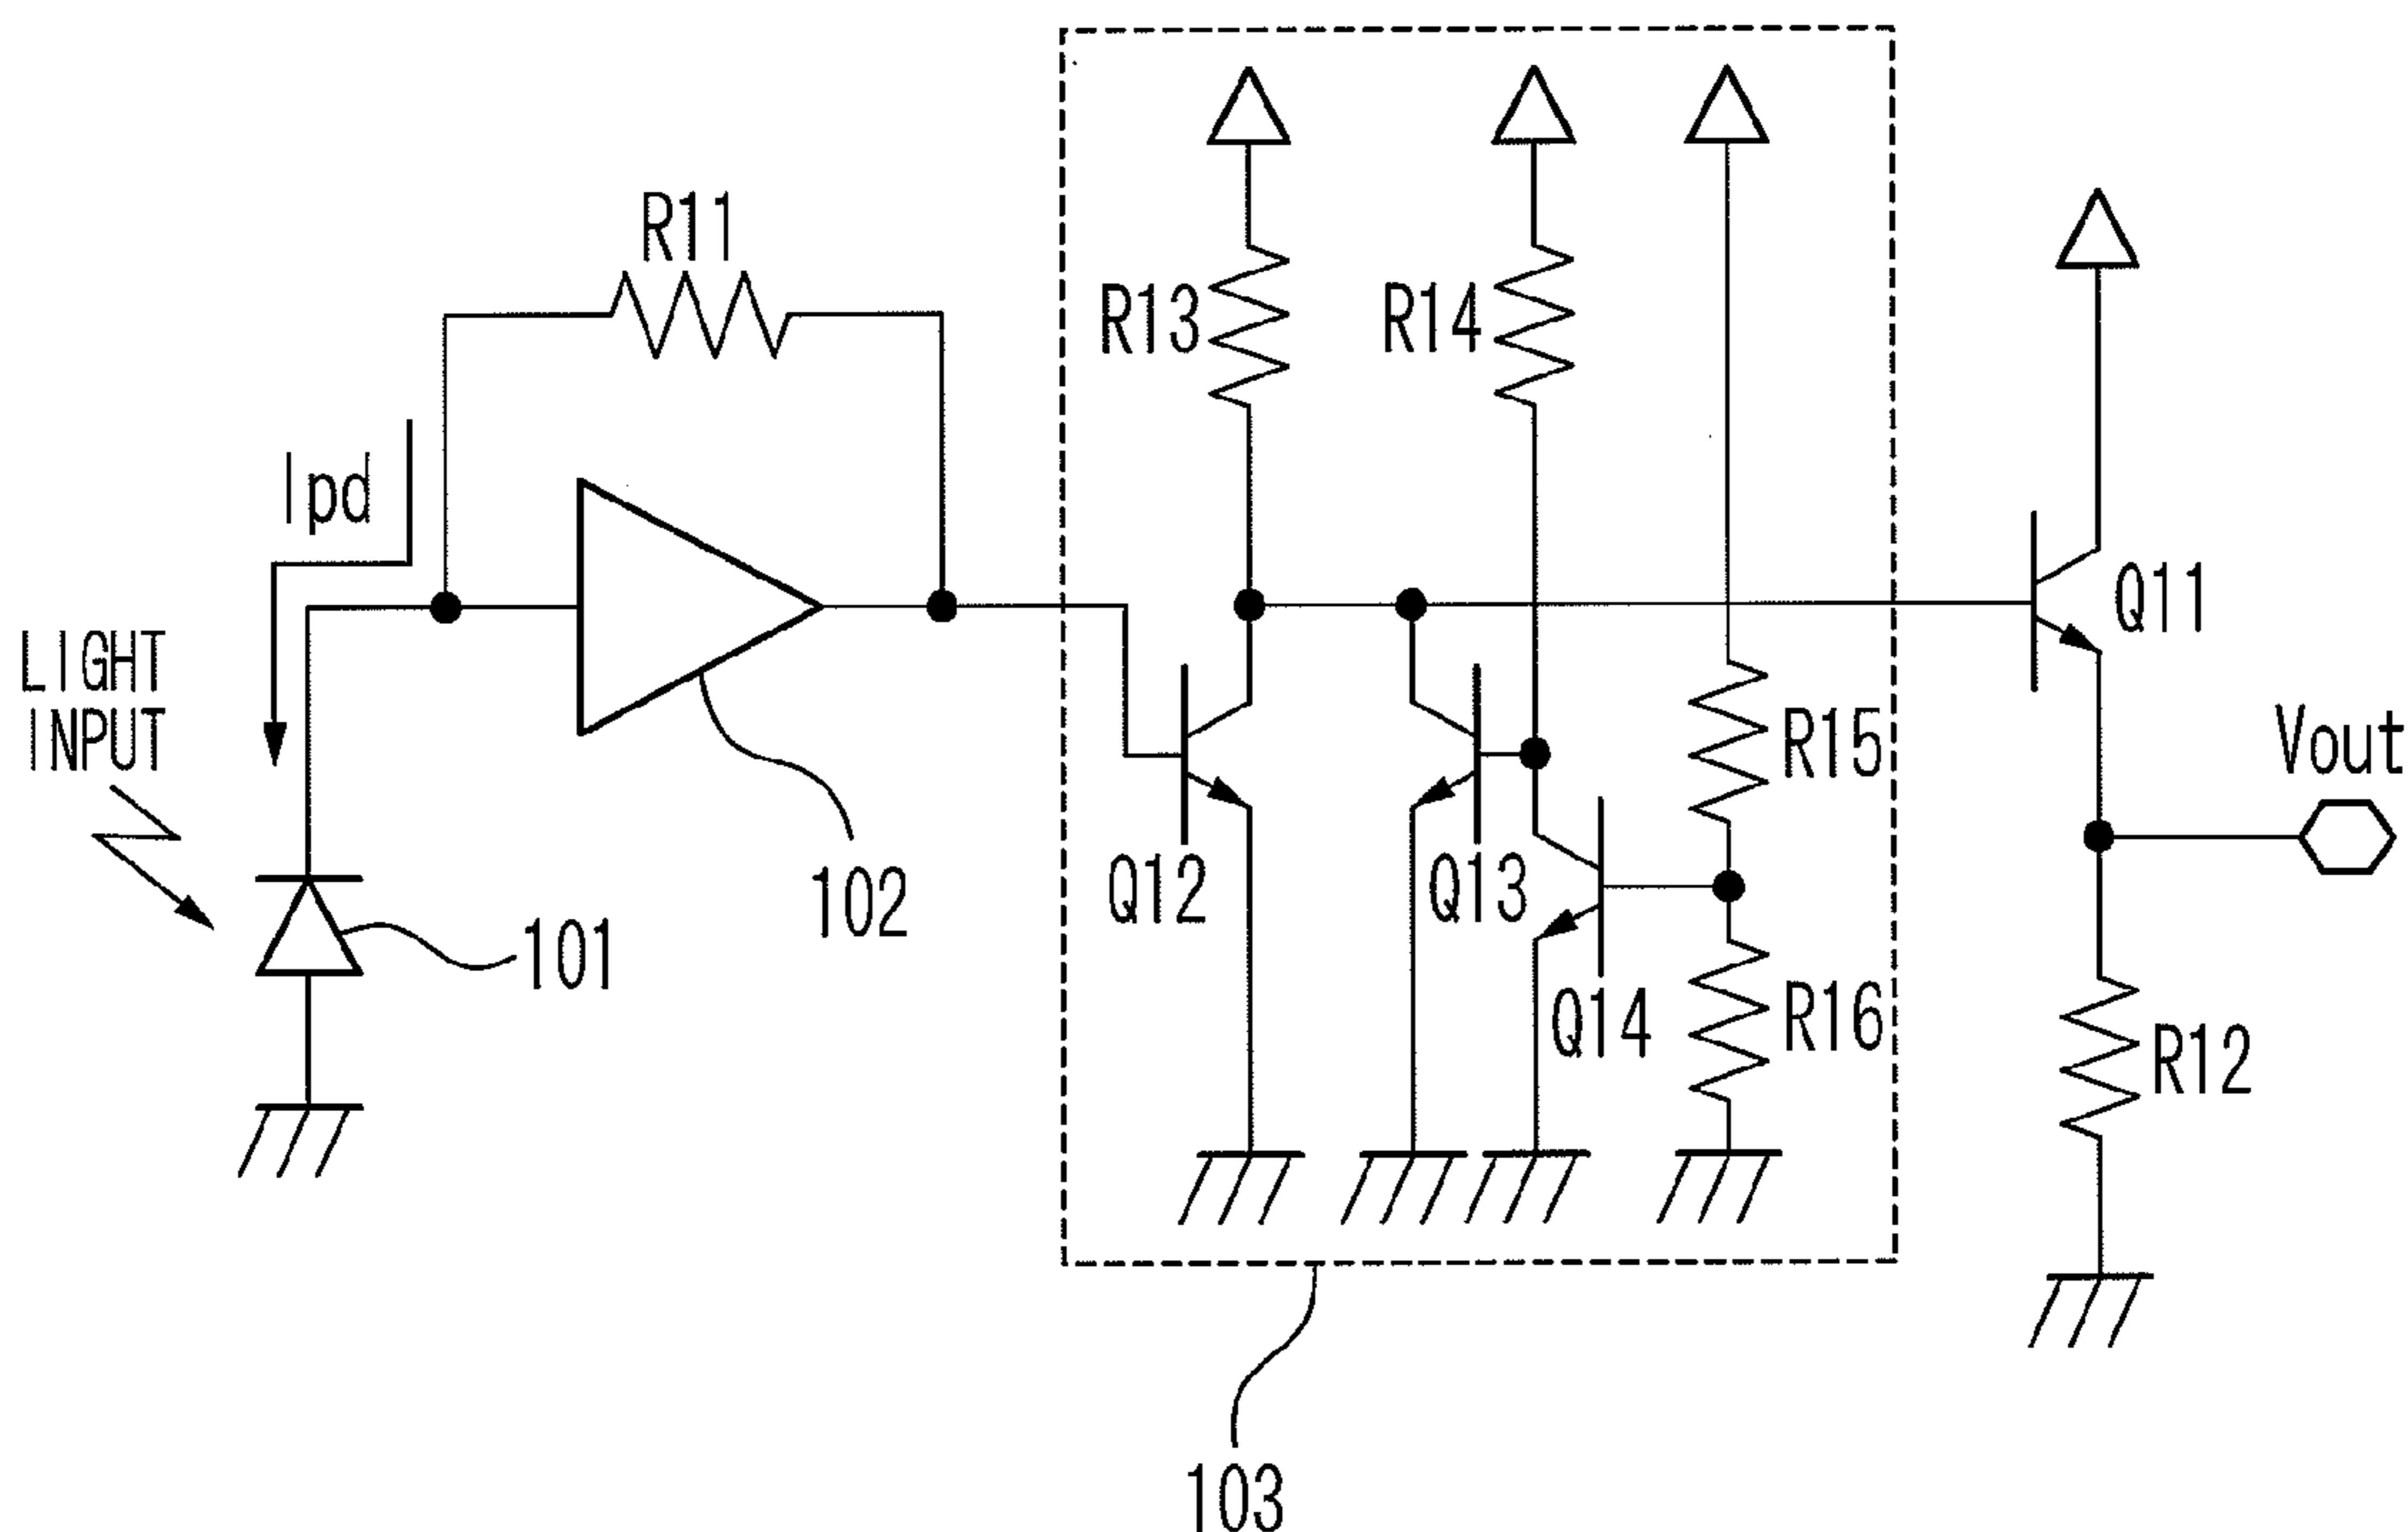 R11
R13
R14
Ipd
Q11
LIGHT
INPUT
R15
Vout
Q12
Q13
102
101
Q14
R16
R12
103